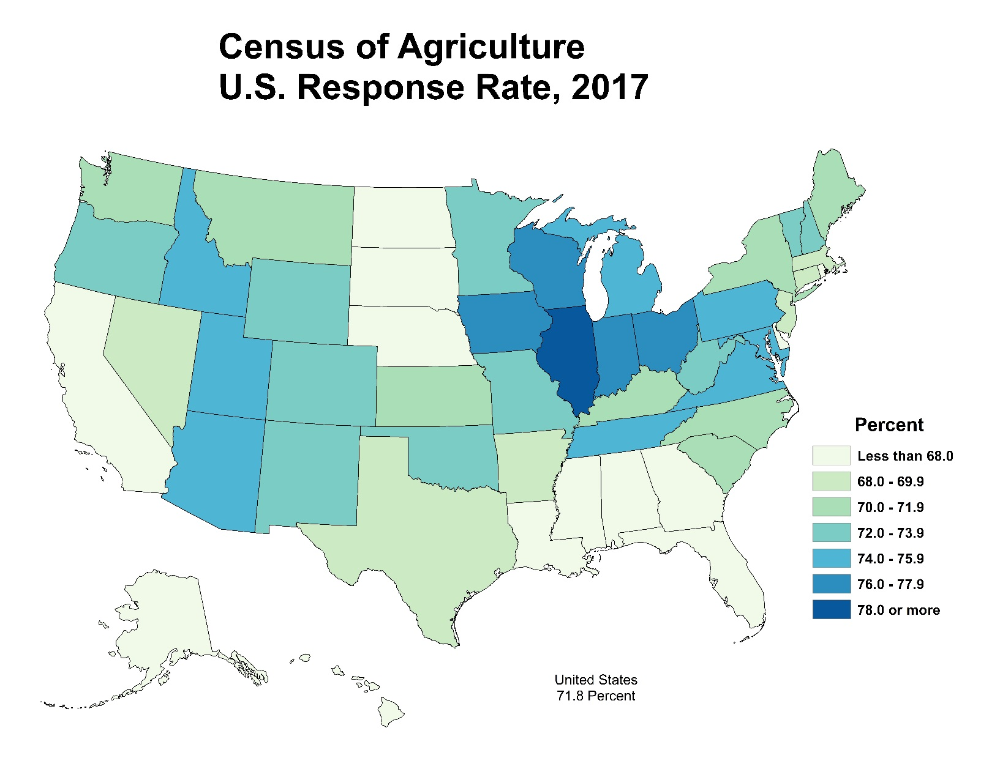 Census of Agriculture
U.S. Response Rate, 2017
Percent
Less than 68.0
68.0 - 69.9
70.0 - 71.9
72.0 - 73.9
74.0 - 75.9
76.0 - 77.9
78.0 or more
United States
71.8 Percent